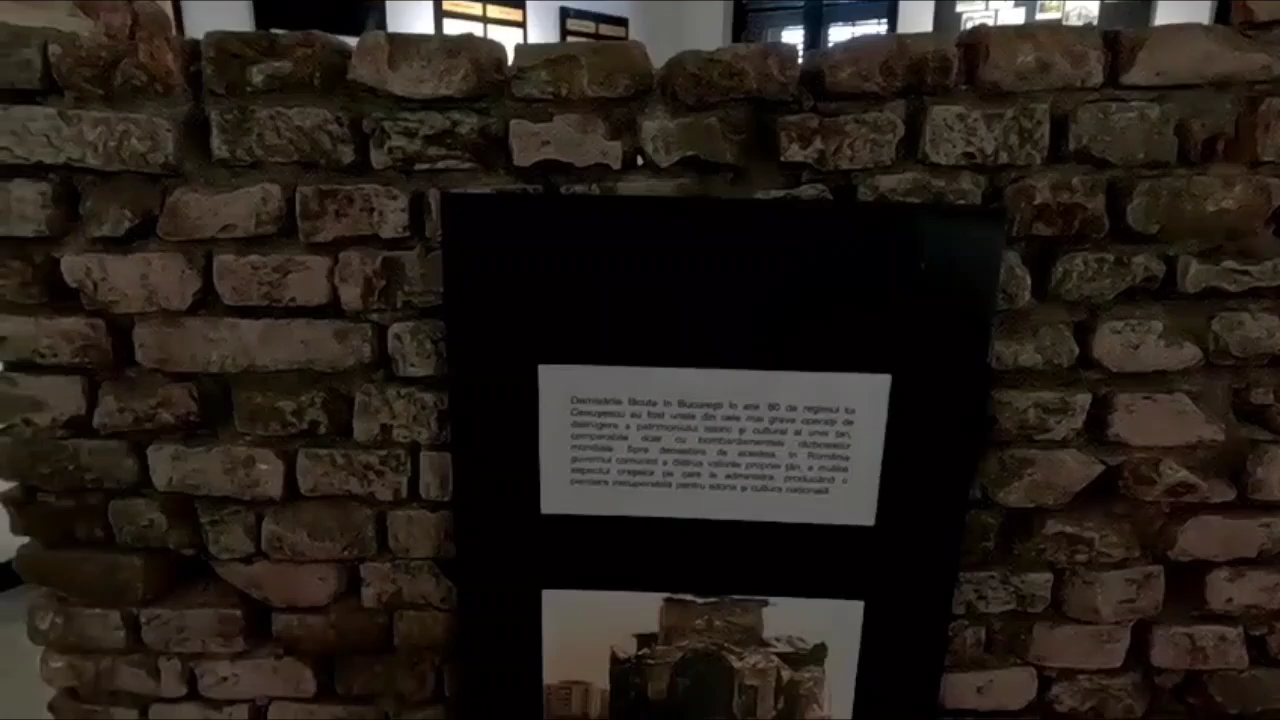 Demolările făcute în București în anii 80 de regimul lui
Ceaușescu au fost unele din cele mai grave operații de
distrugere a patrimoniului istoric și cultural al unei țări,
comparabile doar cu bombardamentele războaielor
mondiale. Spre deosebire de acestea, în România
guvernul comunist a distrus valorile propriei țări, a mutilat
aspectul orașelor pe care le administra, producând o
pierdere irecuperabilă pentru istoria și cultura națională.